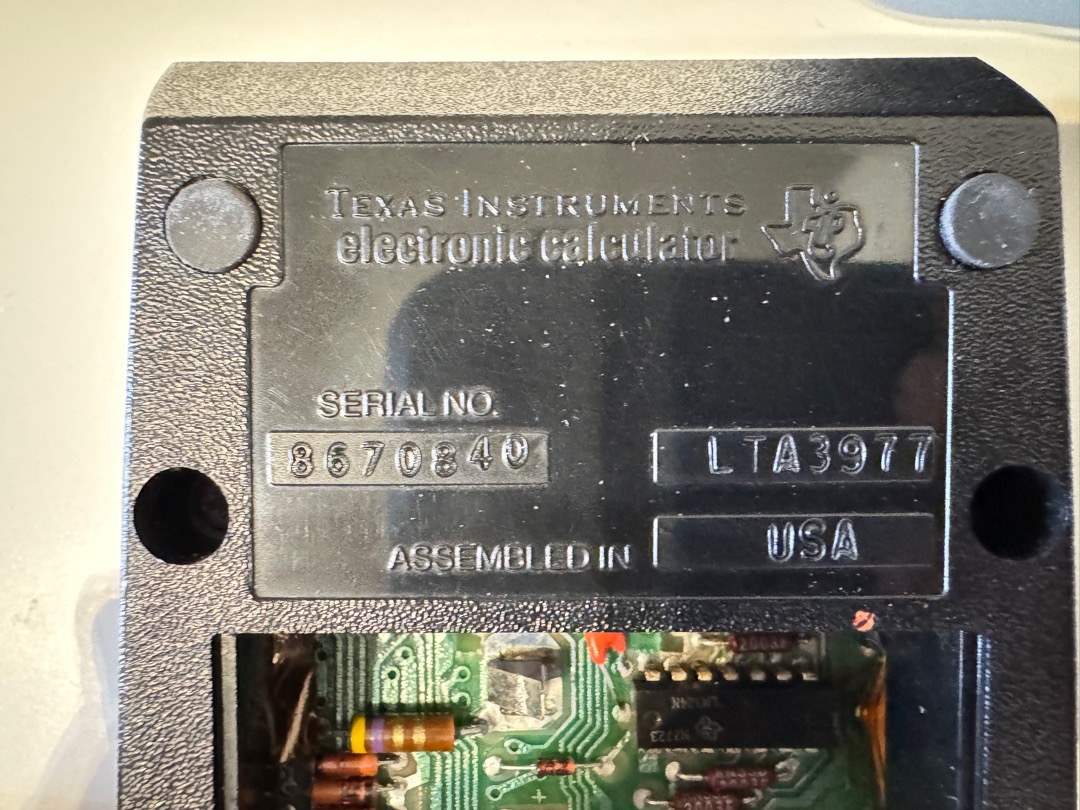 TEXAS INSTRUMENTS
electronic calculator
SERIAL NO.
8670840
LTA3977
ASSEMBLED IN
USA